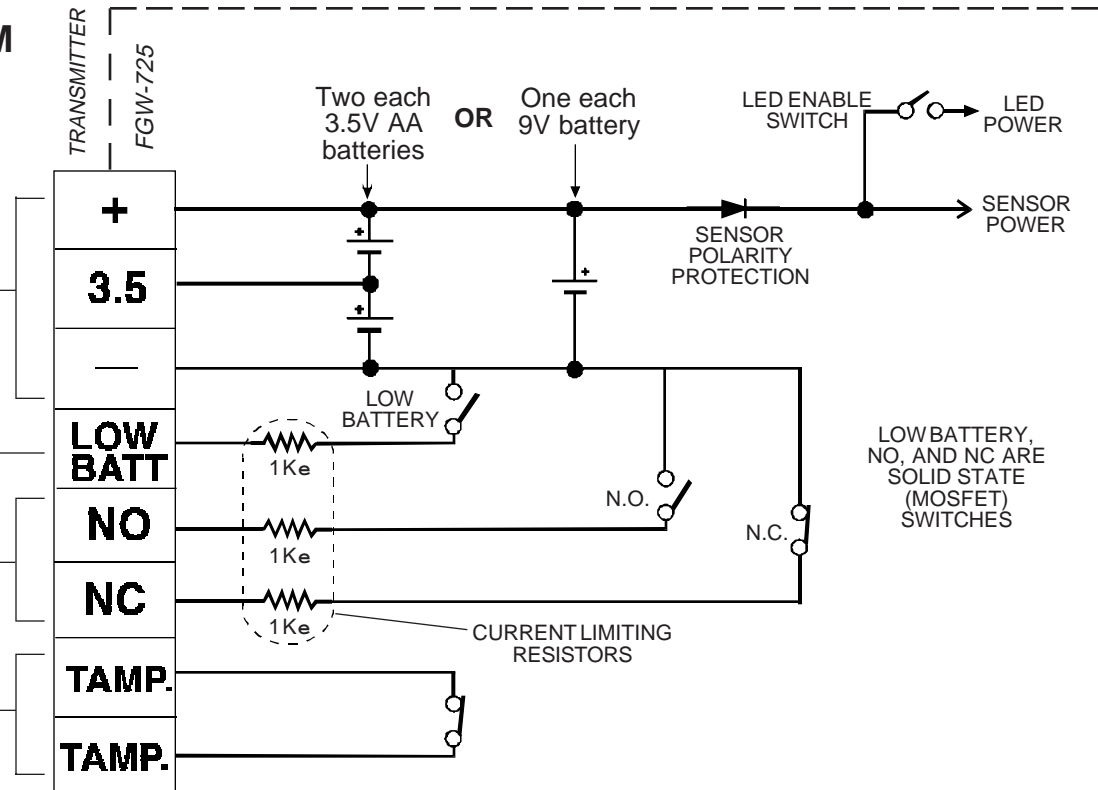 M
TRANSMITTER
FGW-725
Two each
3.5V AA
batteries
OR
One each
9V battery
LED ENABLE
SWITCH
LED
POWER
+
SENSOR
POWER
SENSOR
POLARITY
PROTECTION
+
3.5
+
+
—
LOW
BATTERY
LOW
BATT
1Ke
LOW BATTERY,
NO, AND NC ARE
SOLID STATE
(MOSFET)
SWITCHES
NO
1Ke
N.O.
N.C.
NC
1Ke
CURRENT LIMITING
RESISTORS
TAMP.
TAMP.